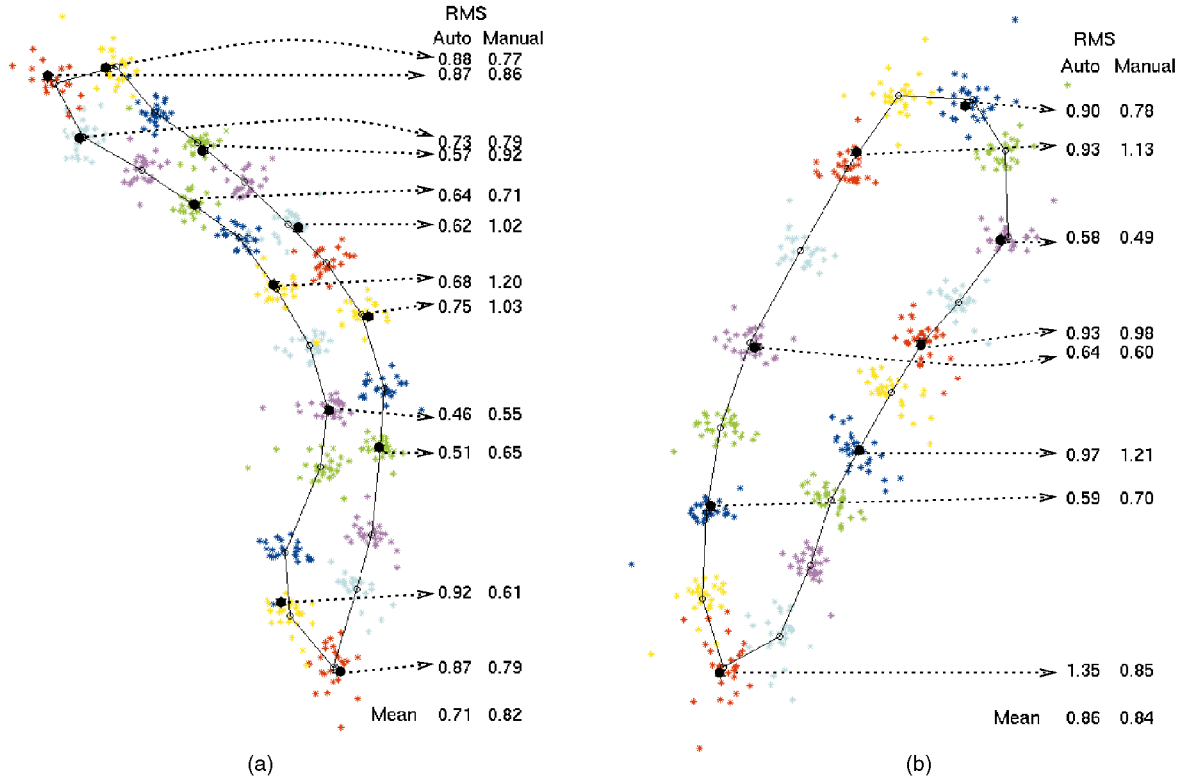 RMS
Auto Manual
0.88 0.77
0.87 0.86
0.73 0.79
0.57 0.92
0.64 0.71
0.62 1.02
0.68 1.20
0.75 1.03
0.46 0.55
0.51 0.65
0.92 0.61
0.87 0.79
Mean 0.71 0.82
(a)
RMS
Auto Manual
0.90 0.78
0.93 1.13
0.58 0.49
0.93 0.98
0.64 0.60
0.97 1.21
0.59 0.70
1.35 0.85
Mean 0.86 0.84
(b)